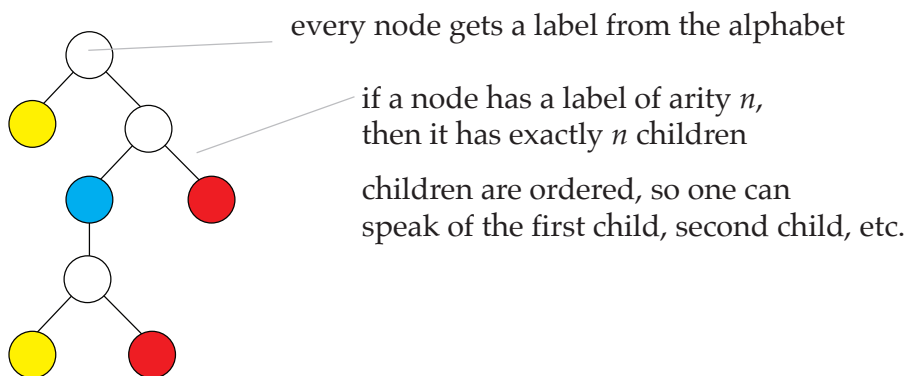 every node gets a label from the alphabet
if a node has a label of arity n,
then it has exactly n children
children are ordered, so one can
speak of the first child, second child, etc.